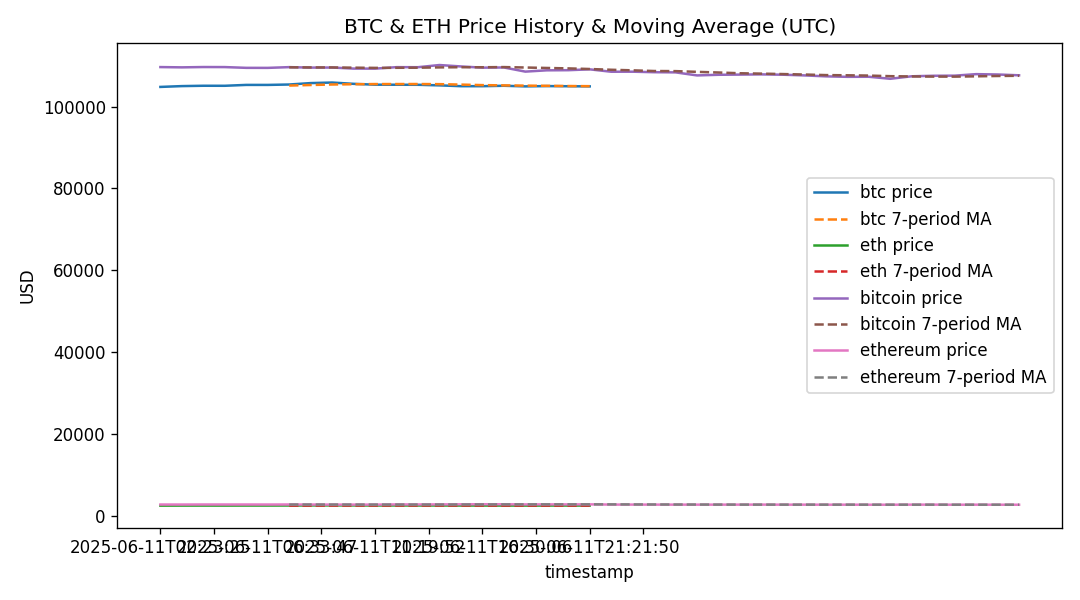 BTC & ETH Price History & Moving Average (UTC)
100000
80000
60000
40000
20000
0
USD
btc price
btc 7-period MA
eth price
eth 7-period MA
bitcoin price
bitcoin 7-period MA
ethereum price
ethereum 7-period MA
2025-06-11T21:21:50
timestamp